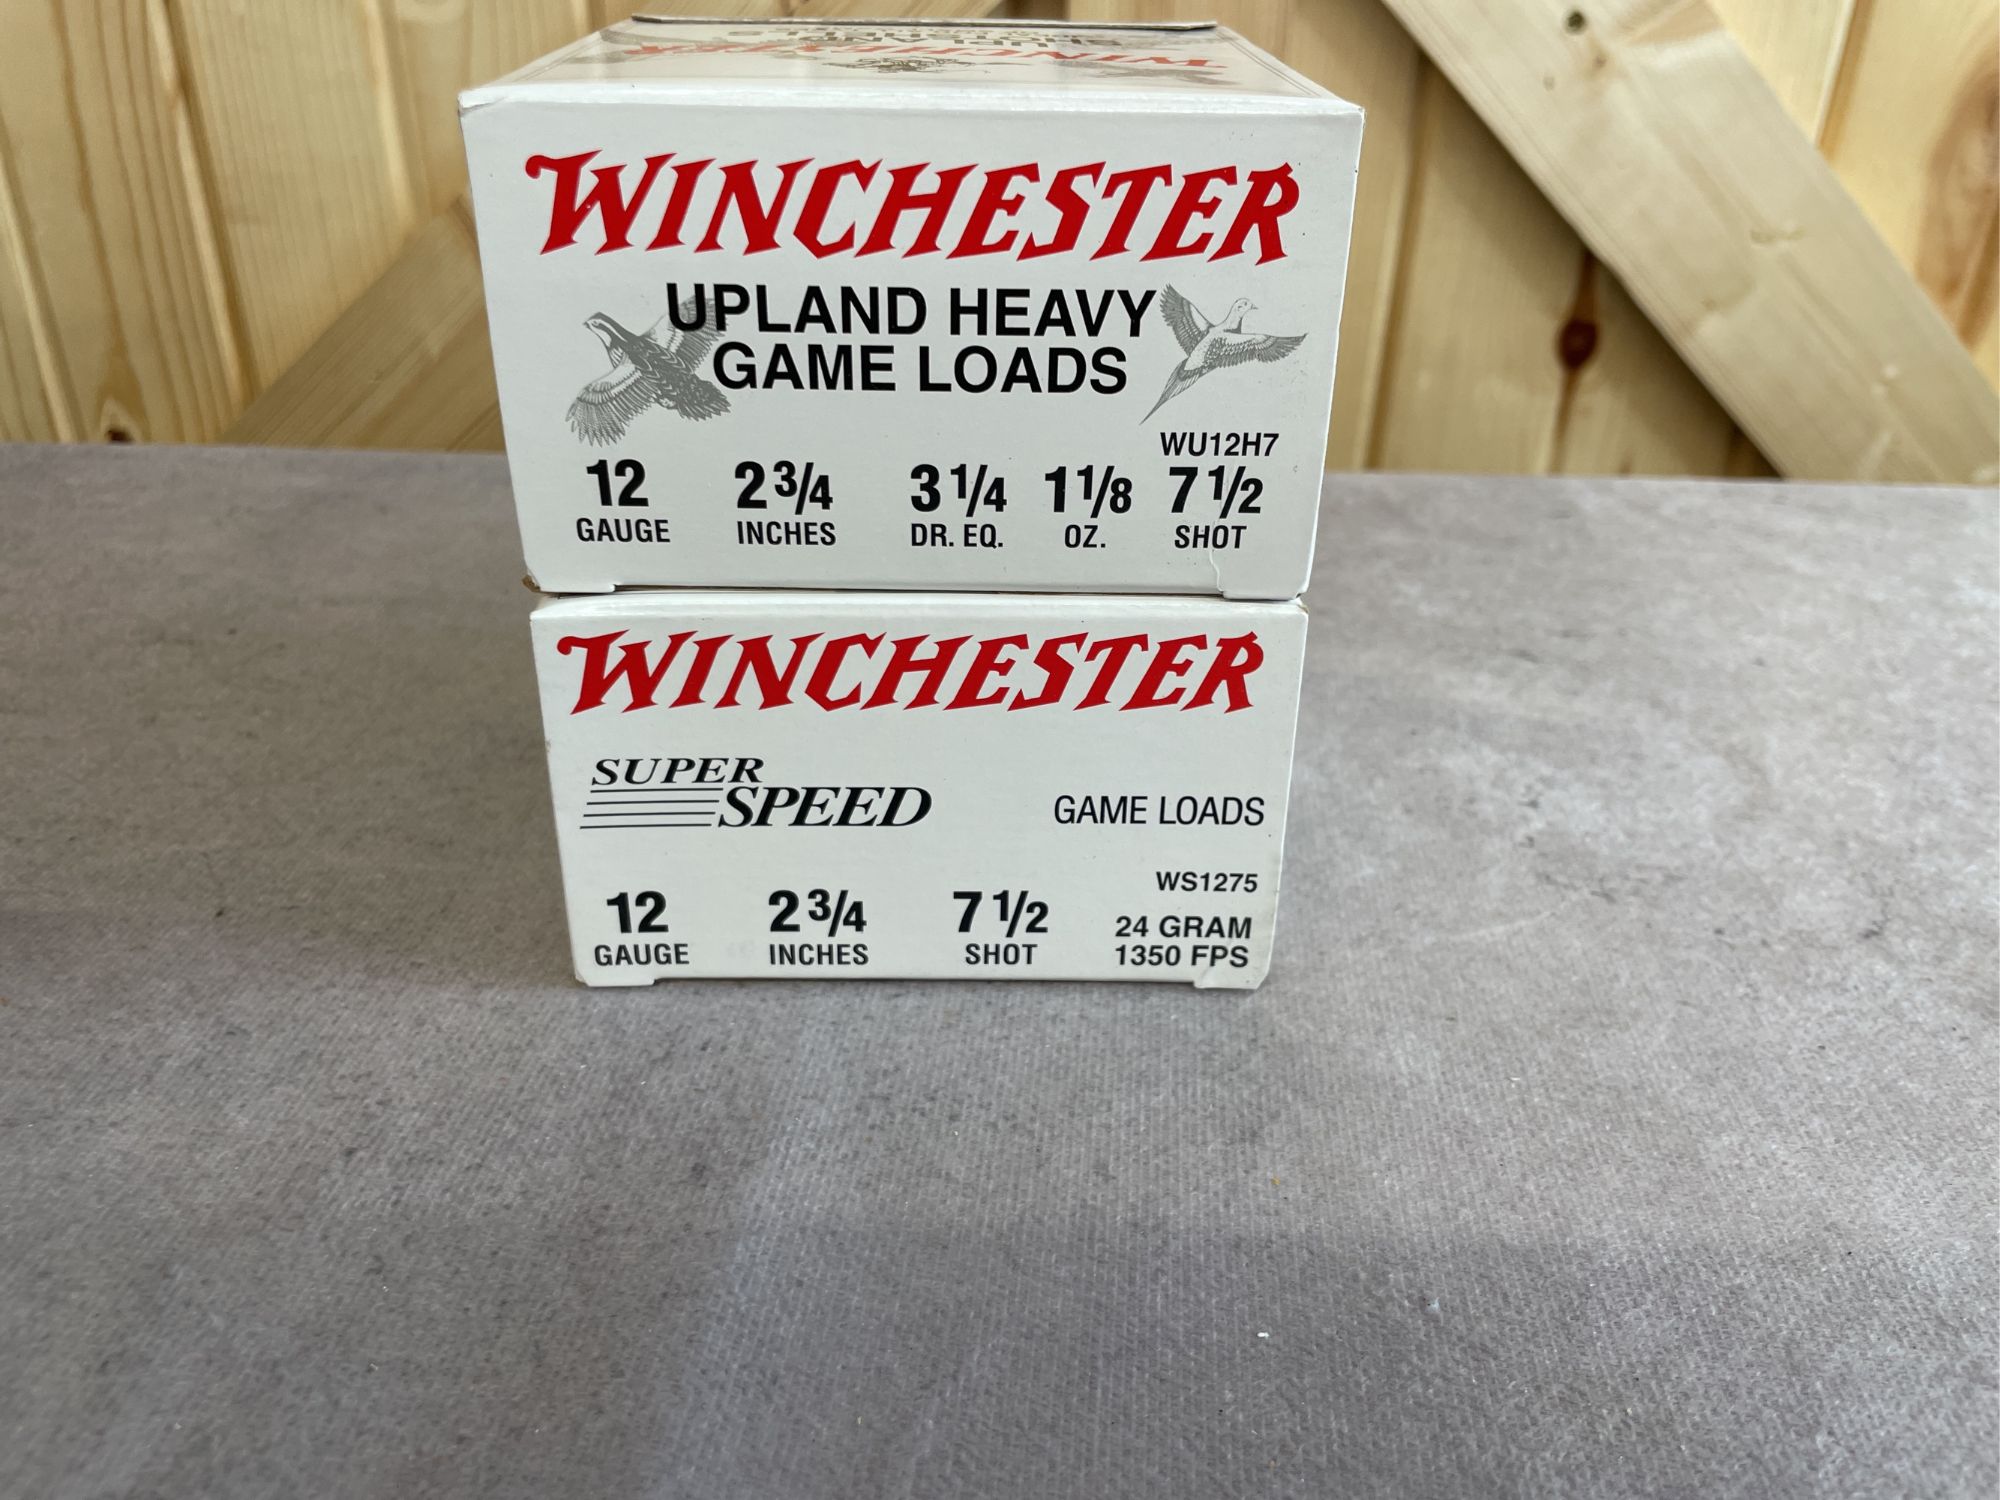 WINCHESTER
WINCHESTER
UPLAND HEAVY
GAME LOADS
WU12H7
12 2 3/4 3 1/4 1 1/8 7 1/2
GAUGE INCHES DR. EQ. OZ. SHOT
WINCHESTER
SUPER
SPEED GAME LOADS
WS1275
12 2 3/4 7 1/2 24 GRAM
GAUGE INCHES SHOT 1350 FPS